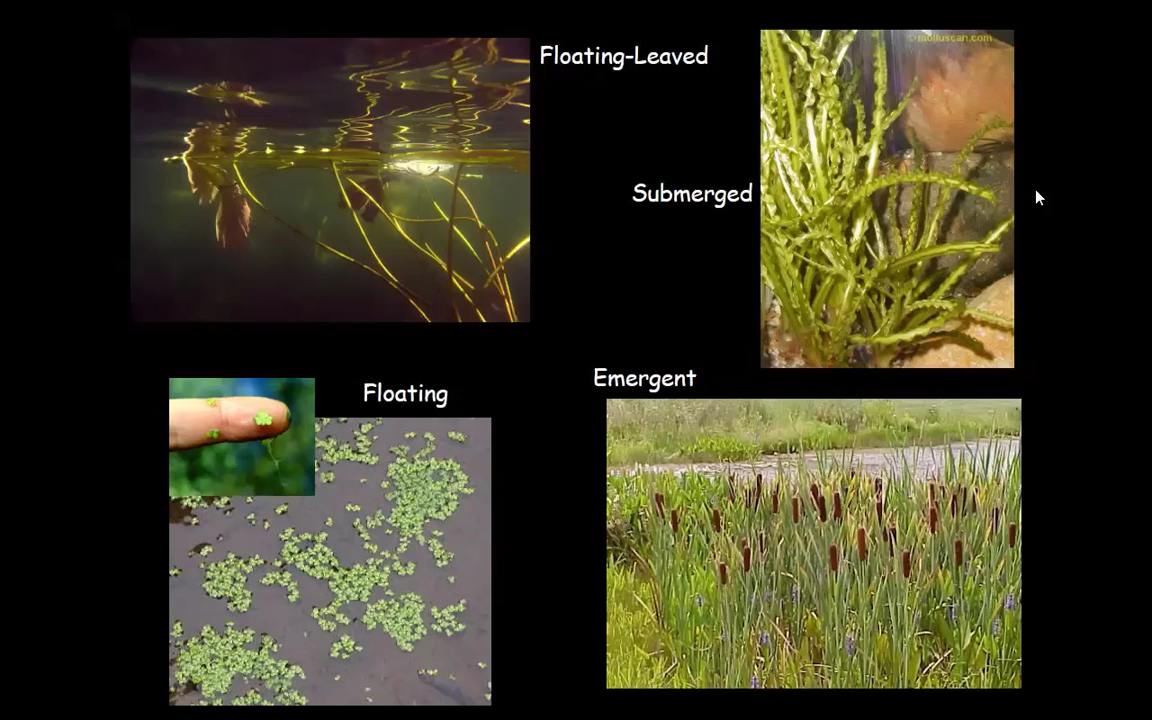 Floating-Leaved
© molluscan.com
Submerged
Emergent
Floating